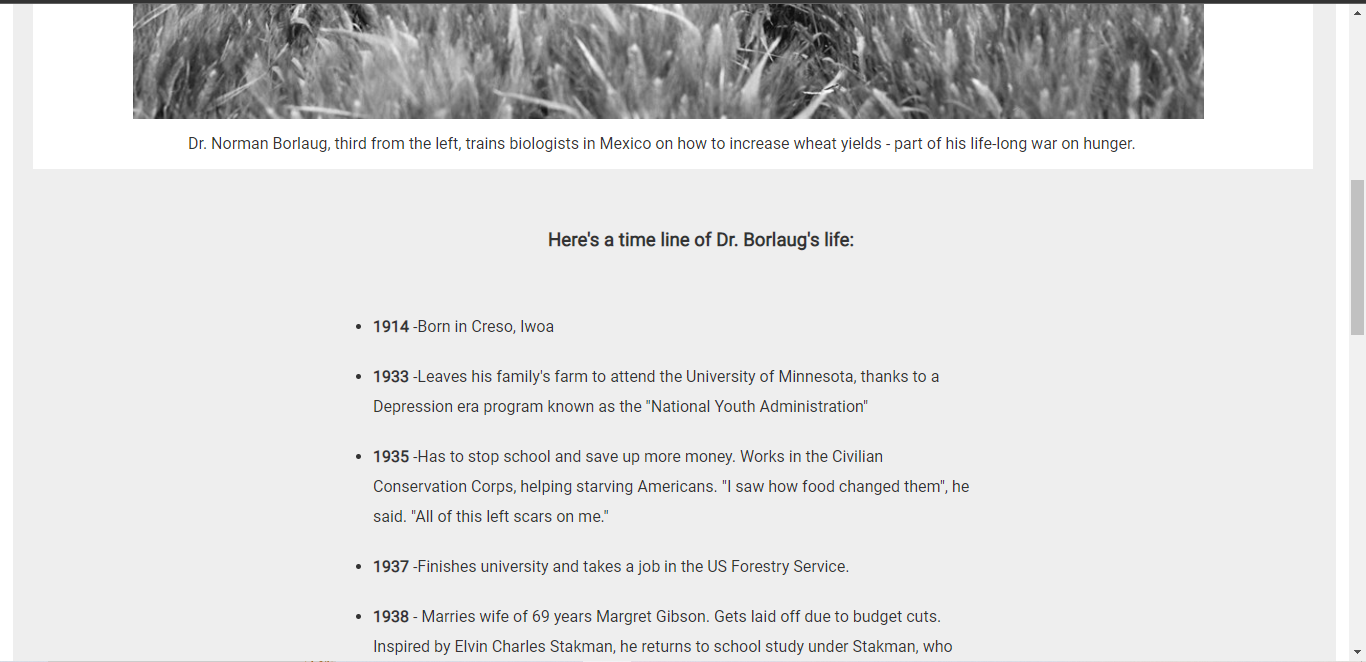 Dr. Norman Borlaug, third from the left, trains biologists in Mexico on how to increase wheat yields - part of his life-long war on hunger.
Here's a time line of Dr. Borlaug's life:
• 1914 -Born in Creso, Iwoa
• 1933 -Leaves his family's farm to attend the University of Minnesota, thanks to a
Depression era program known as the "National Youth Administration"
• 1935 -Has to stop school and save up more money. Works in the Civilian
Conservation Corps, helping starving Americans. "I saw how food changed them", he
said. "All of this left scars on me."
• 1937 -Finishes university and takes a job in the US Forestry Service.
• 1938 - Marries wife of 69 years Margret Gibson. Gets laid off due to budget cuts.
Inspired by Elvin Charles Stakman, he returns to school study under Stakman, who